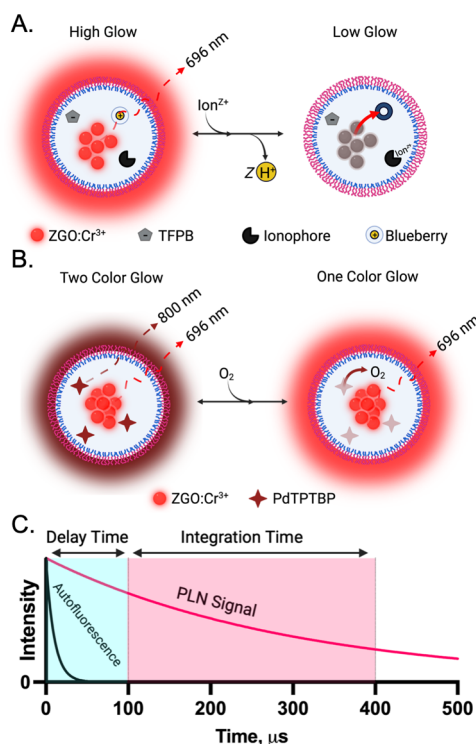 A.
High Glow
Low Glow
696 nm
Ion^Z+
Z H⁺
Ion^Z+
ZGO:Cr³⁺ TFPB Ionophore Blueberry
B.
Two Color Glow
One Color Glow
800 nm
696 nm
696 nm
O₂
O₂
ZGO:Cr³⁺ PdTPTBP
C.
Delay Time Integration Time
Autofluorescence
PLN Signal
Intensity
0
0 100 200 300 400 500
Time, µs